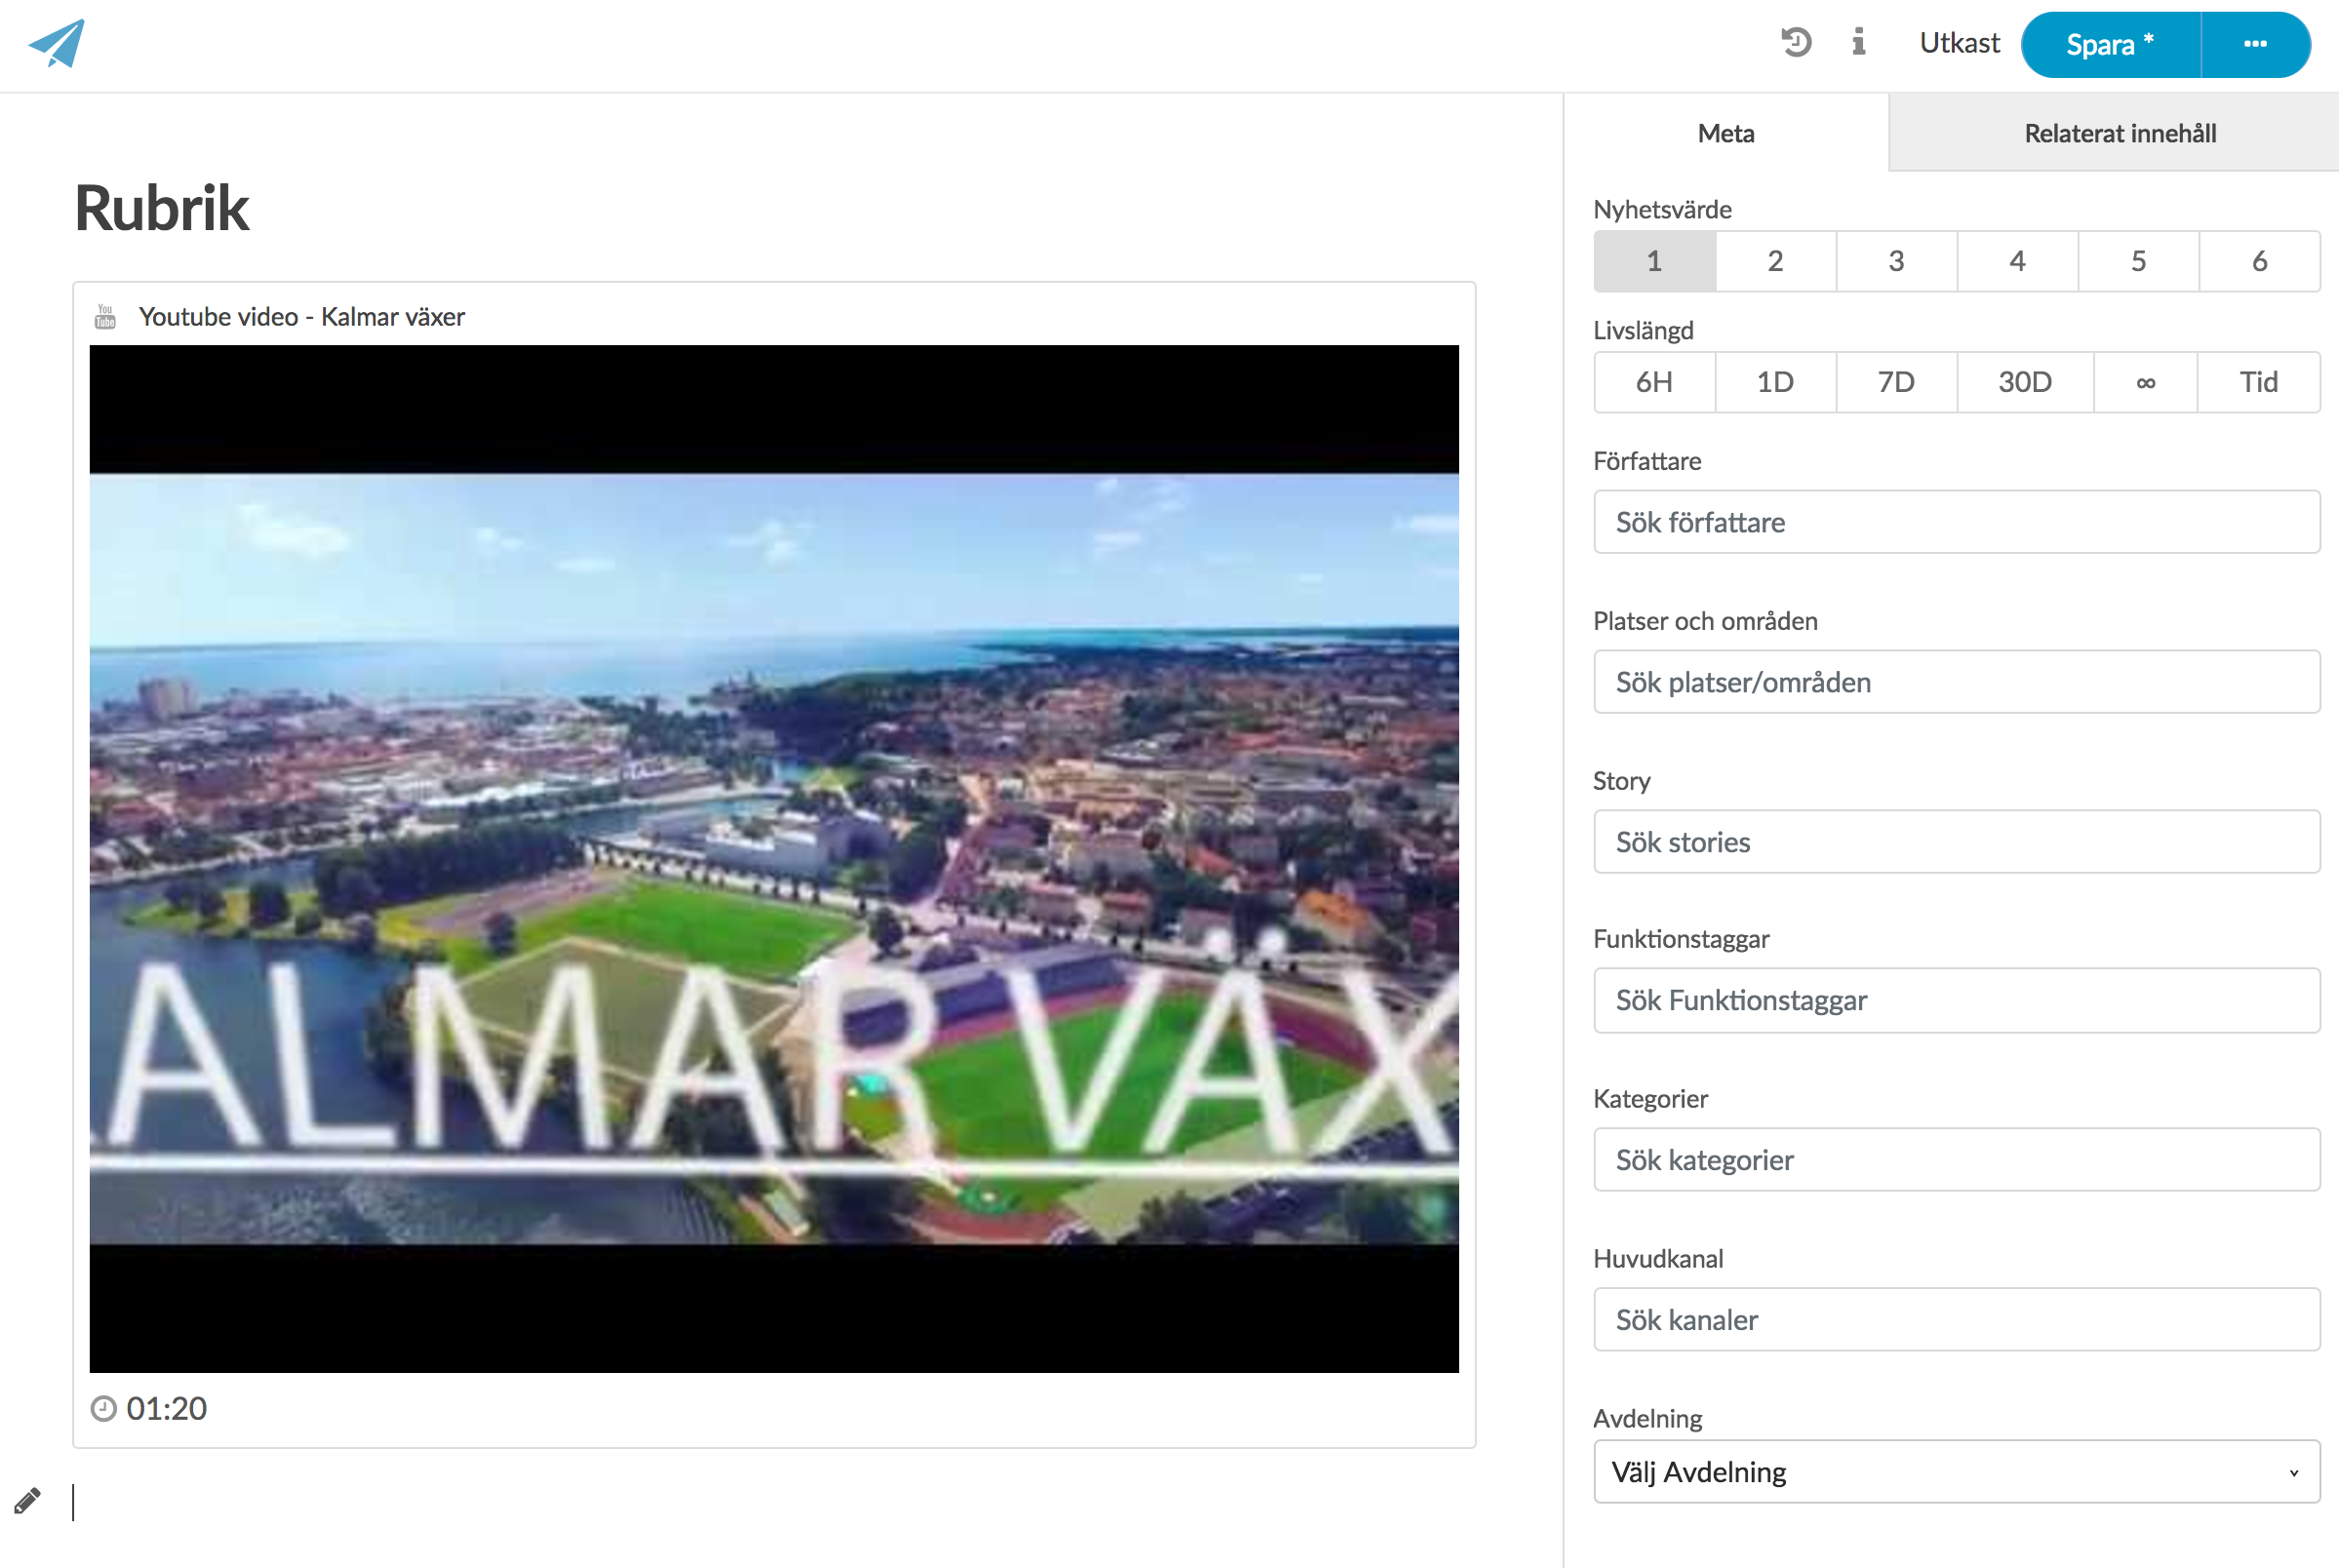 Utkast
Spara *
Meta
Relaterat innehåll
Rubrik
You
Tube
Youtube video - Kalmar växer
ALMAR VÄX
01:20
Nyhetsvärde
1 2 3 4 5 6
Livslängd
6H 1D 7D 30D ∞ Tid
Författare
Sök författare
Platser och områden
Sök platser/områden
Story
Sök stories
Funktionstaggar
Sök Funktionstaggar
Kategorier
Sök kategorier
Huvudkanal
Sök kanaler
Avdelning
Välj Avdelning